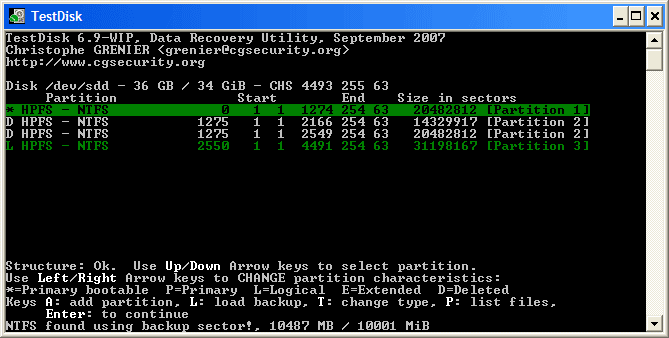 TestDisk
TestDisk 6.9-WIP, Data Recovery Utility, September 2007
Christophe GRENIER <grenier@cgsecurity.org>
http://www.cgsecurity.org
Disk /dev/sdd - 36 GB / 34 GiB - CHS 4493 255 63
Partition Start End Size in sectors
* HPFS - NTFS 0 1 1 1274 254 63 20482812 [Partition 1]
D HPFS - NTFS 1275 1 1 2166 254 63 14329917 [Partition 2]
D HPFS - NTFS 1275 1 1 2549 254 63 20482812 [Partition 2]
L HPFS - NTFS 2550 1 1 4491 254 63 31198167 [Partition 3]
Structure: Ok. Use Up/Down Arrow keys to select partition.
Use Left/Right Arrow keys to CHANGE partition characteristics:
*=Primary bootable P=Primary L=Logical E=Extended D=Deleted
Keys A: add partition, L: load backup, T: change type, P: list files,
Enter: to continue
NTFS found using backup sector!, 10487 MB / 10001 MiB